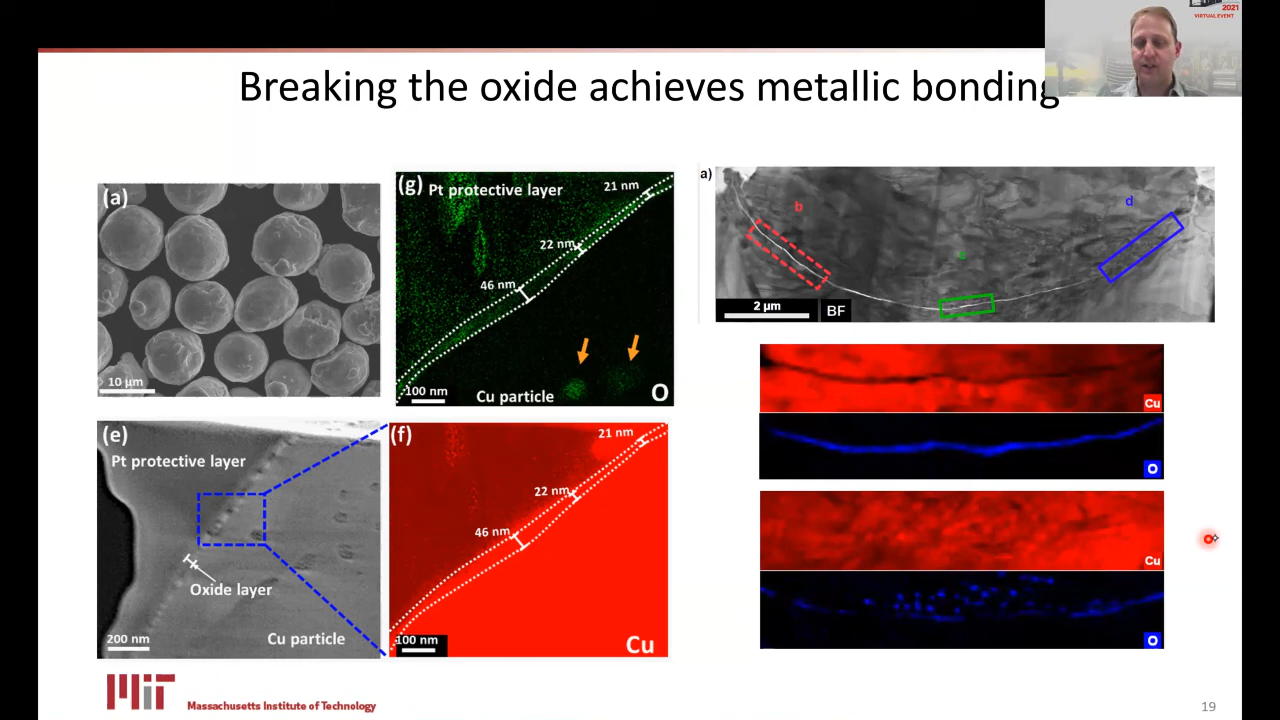 2021
VIRTUAL EVENT
Breaking the oxide achieves metallic bonding
(a)
10 µm
(g) Pt protective layer
21 nm
22 nm
46 nm
100 nm
Cu particle
O
(e)
Pt protective layer
Oxide layer
200 nm
Cu particle
(f)
21 nm
22 nm
46 nm
100 nm
Cu
a)
b
c
d
2 µm
BF
Cu
O
Cu
O
MIT
Massachusetts Institute of Technology
19